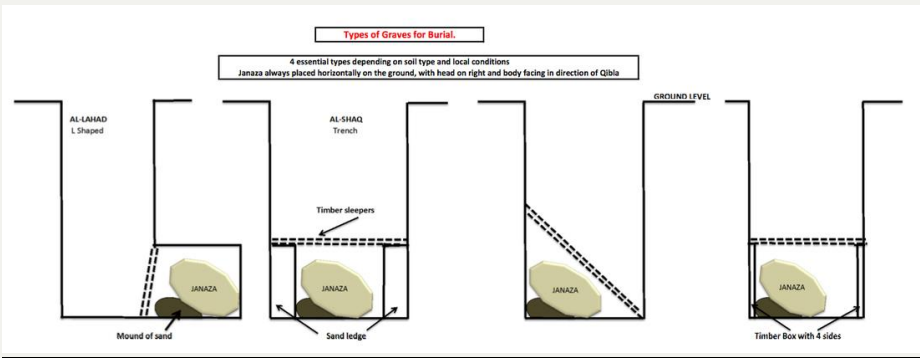 Types of Graves for Burial.
4 essential types depending on soil type and local conditions
Janaza always placed horizontally on the ground, with head on right and body facing in direction of Qibla
GROUND LEVEL
AL-LAHAD
L Shaped
AL-SHAQ
Trench
Timber sleepers
JANAZA
JANAZA
JANAZA
JANAZA
Mound of sand
Sand ledge
Timber Box with 4 sides